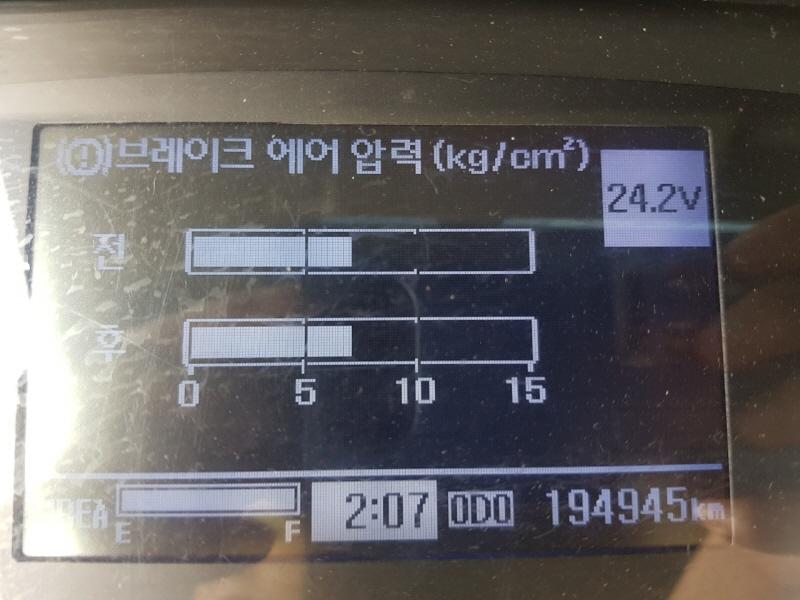 (!) 브레이크 에어 압력 (kg/cm²)
24.2V
전
후
0 5 10 15
UREA E F 2:07 ODO 194945km